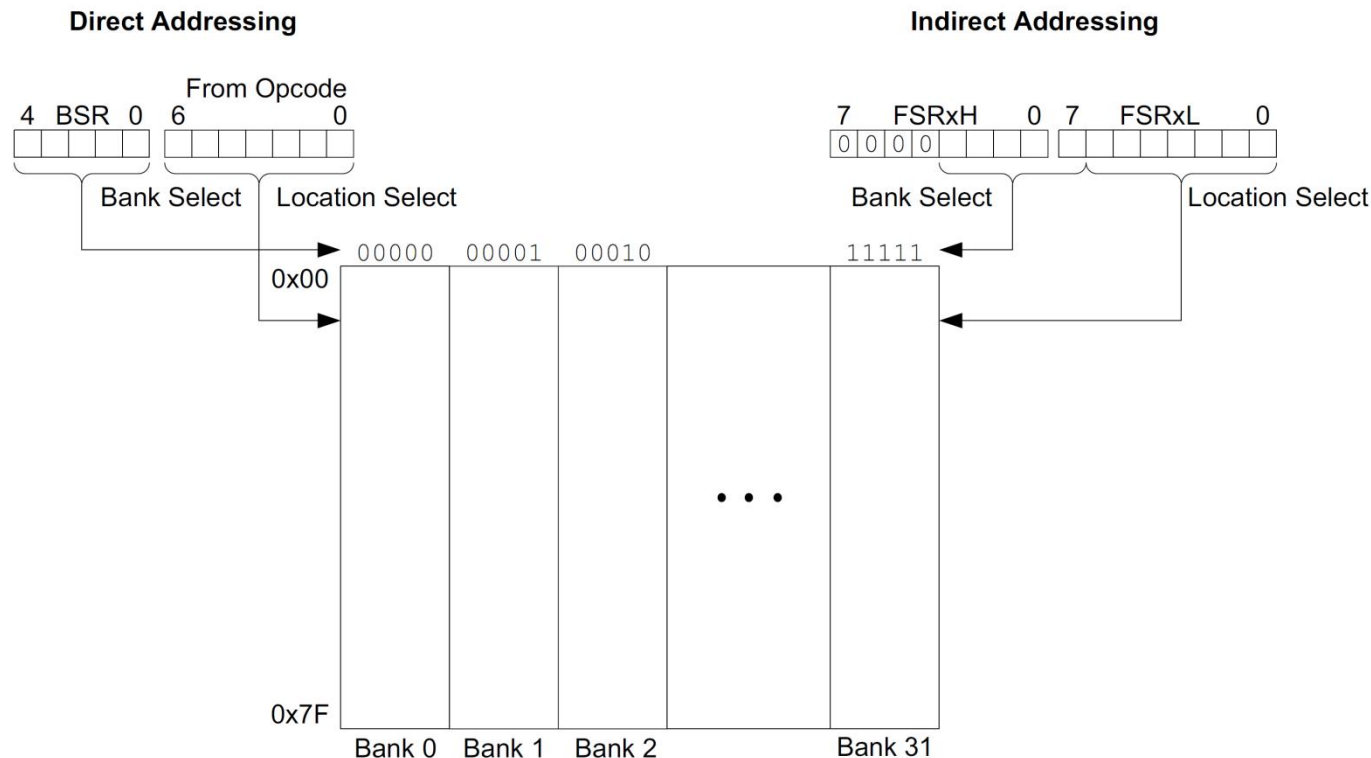 Direct Addressing
Indirect Addressing
From Opcode
4 BSR 0 6 0
7 FSRxH 0 7 FSRxL 0
0 0 0 0
Bank Select Location Select
Bank Select Location Select
00000 00001 00010 11111
0x00
0x7F
Bank 0 Bank 1 Bank 2 Bank 31